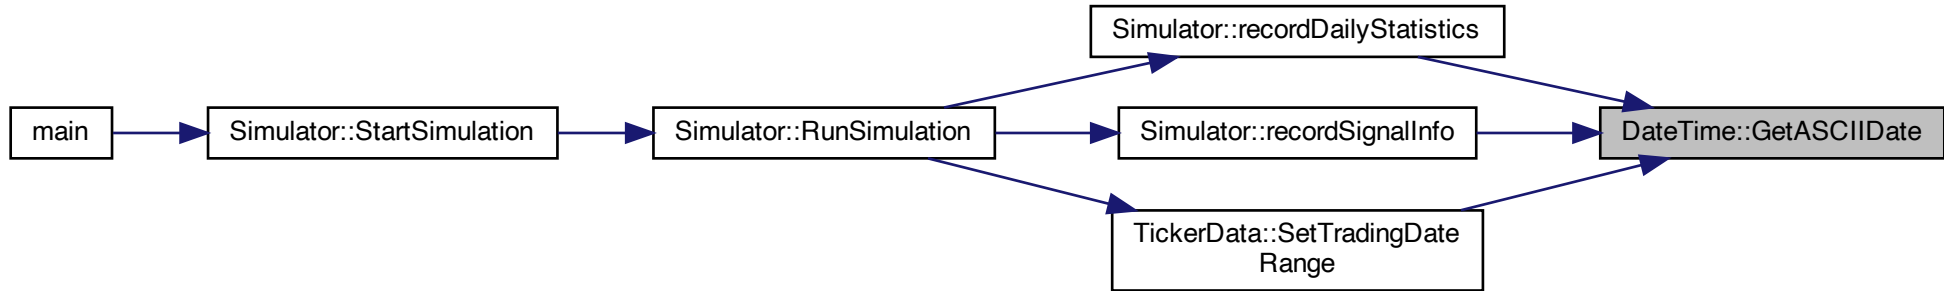 Simulator::recordDailyStatistics
main
Simulator::StartSimulation
Simulator::RunSimulation
Simulator::recordSignalInfo
DateTime::GetASCIIDate
TickerData::SetTradingDate
Range